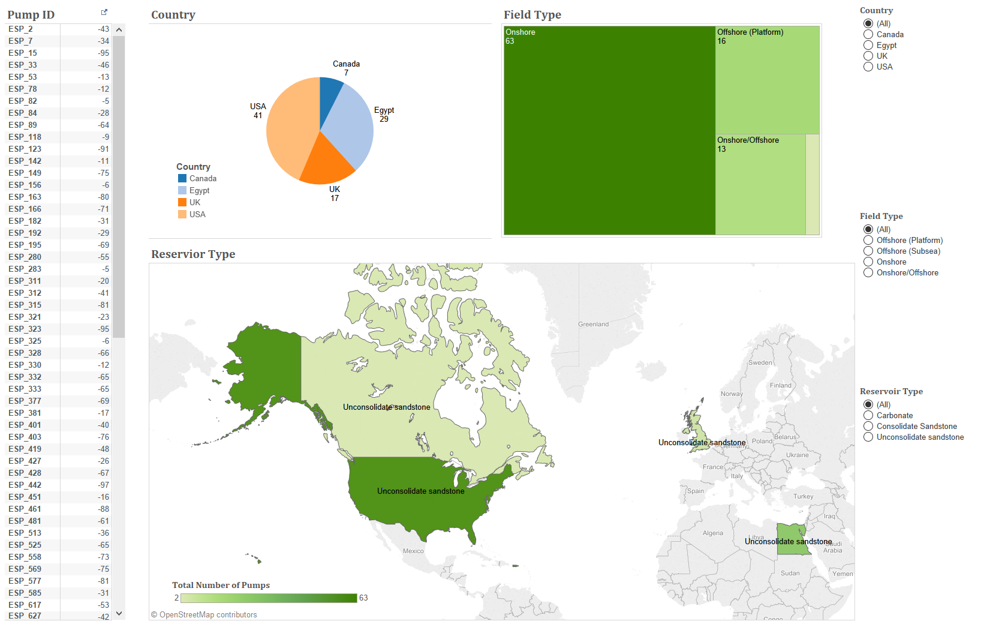 Pump ID
ESP_2 -43
ESP_7 -34
ESP_15 -95
ESP_33 -46
ESP_53 -13
ESP_78 -12
ESP_82 -5
ESP_84 -28
ESP_89 -64
ESP_118 -9
ESP_123 -91
ESP_142 -11
ESP_149 -75
ESP_156 -6
ESP_163 -80
ESP_166 -71
ESP_182 -31
ESP_192 -29
ESP_195 -69
ESP_280 -55
ESP_283 -5
ESP_311 -20
ESP_312 -41
ESP_315 -81
ESP_321 -23
ESP_323 -95
ESP_325 -6
ESP_328 -66
ESP_330 -12
ESP_332 -65
ESP_333 -65
ESP_377 -69
ESP_381 -17
ESP_401 -40
ESP_403 -76
ESP_419 -48
ESP_427 -26
ESP_428 -67
ESP_442 -97
ESP_451 -16
ESP_461 -88
ESP_481 -61
ESP_513 -36
ESP_525 -65
ESP_558 -73
ESP_569 -75
ESP_577 -81
ESP_585 -31
ESP_617 -53
ESP_627 -42
Country
Canada
7
USA
41
Egypt
29
UK
17
Country
Canada
Egypt
UK
USA
Field Type
Onshore
63
Offshore (Platform)
16
Onshore/Offshore
13
Reservior Type
Greenland
Sweden
Finland
Norway
Unconsolidate sandstone
Unconsolidate sandstone
Germany
Poland
Belarus
Ukraine
France
Italy
Spain
Turkey
Unconsolidate sandstone
Iraq
Algeria
Libya
Unconsolidate sandstone
Saudi
Arabia
Mexico
Sudan
Yemen
Congo
Total Number of Pumps
2 63
© OpenStreetMap contributors
Country
(All)
Canada
Egypt
UK
USA
Field Type
(All)
Offshore (Platform)
Offshore (Subsea)
Onshore
Onshore/Offshore
Reservoir Type
(All)
Carbonate
Consolidate Sandstone
Unconsolidate sandstone